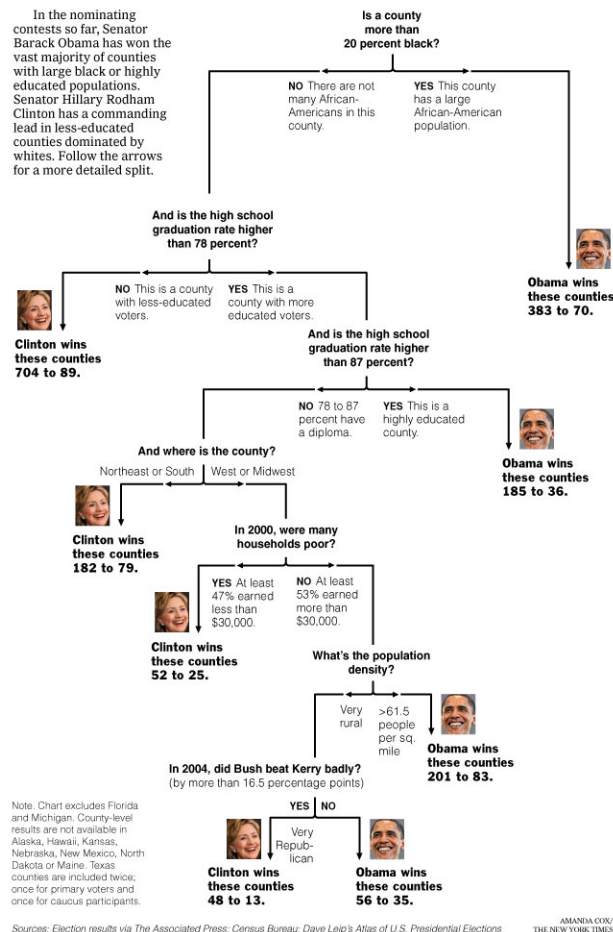 In the nominating
contests so far, Senator
Barack Obama has won the
vast majority of counties
with large black or highly
educated populations.
Senator Hillary Rodham
Clinton has a commanding
lead in less-educated
counties dominated by
whites. Follow the arrows
for a more detailed split.
Is a county
more than
20 percent black?
NO There are not
many African-
Americans in this
county.
YES This county
has a large
African-American
population.
Obama wins
these counties
383 to 70.
And is the high school
graduation rate higher
than 78 percent?
NO This is a county
with less-educated
voters.
YES This is a
county with more
educated voters.
Clinton wins
these counties
704 to 89.
And is the high school
graduation rate higher
than 87 percent?
NO 78 to 87
percent have
a diploma.
YES This is a
highly educated
county.
Obama wins
these counties
185 to 36.
And where is the county?
Northeast or South
West or Midwest
Clinton wins
these counties
182 to 79.
In 2000, were many
households poor?
YES At least
47% earned
less than
$30,000.
NO At least
53% earned
more than
$30,000.
Clinton wins
these counties
52 to 25.
What's the population
density?
Very
rural
>61.5
people
per sq.
mile
Obama wins
these counties
201 to 83.
In 2004, did Bush beat Kerry badly?
(by more than 16.5 percentage points)
YES NO
Very
Repub-
lican
Clinton wins
these counties
48 to 13.
Obama wins
these counties
56 to 35.
Note. Chart excludes Florida
and Michigan. County-level
results are not available in
Alaska, Hawaii, Kansas,
Nebraska, New Mexico, North
Dakota or Maine. Texas
counties are included twice;
once for primary voters and
once for caucus participants.
Sources: Election results via The Associated Press; Census Bureau; Dave Leip's Atlas of U.S. Presidential Elections
AMANDA COX/
THE NEW YORK TIMES